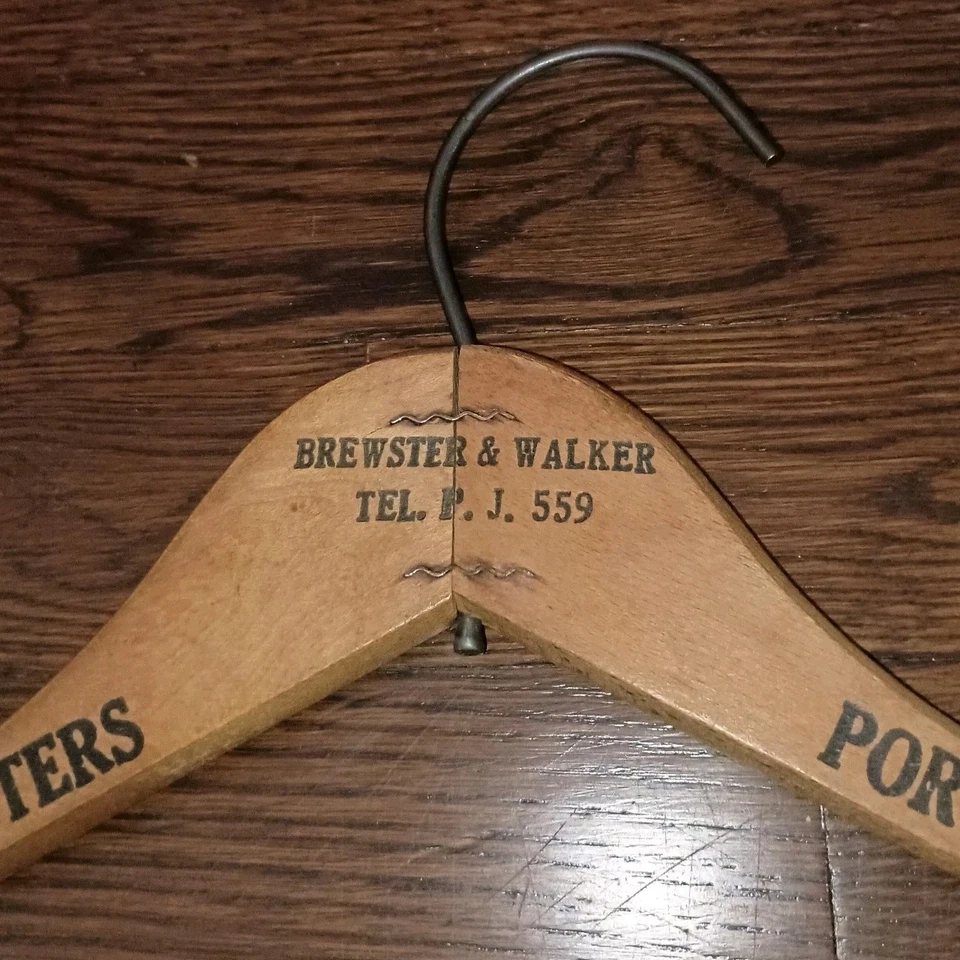 BREWSTER & WALKER
TEL. P. J. 559
TERS
POR